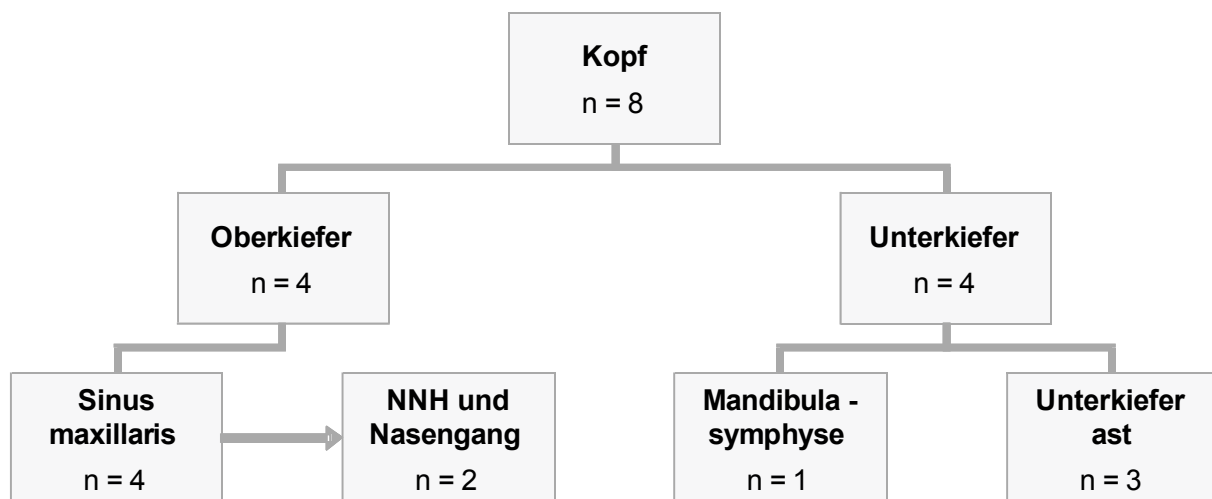 Kopf
n = 8
Oberkiefer
n = 4
Unterkiefer
n = 4
Sinus
maxillaris
n = 4
NNH und
Nasengang
n = 2
Mandibula -
symphyse
n = 1
Unterkiefer
ast
n = 3